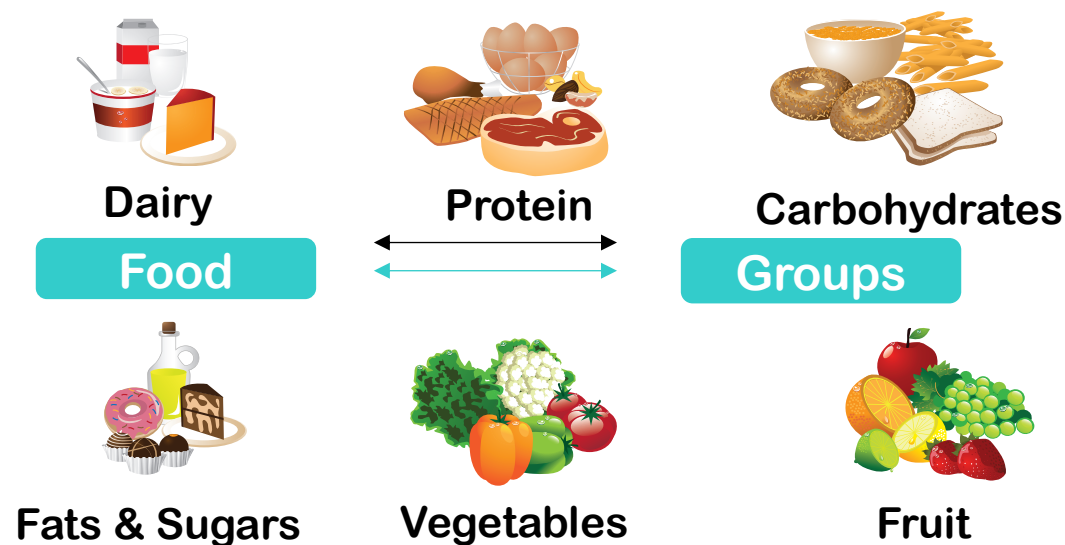 Dairy
Protein
Carbohydrates
Food
Groups
Fats & Sugars
Vegetables
Fruit